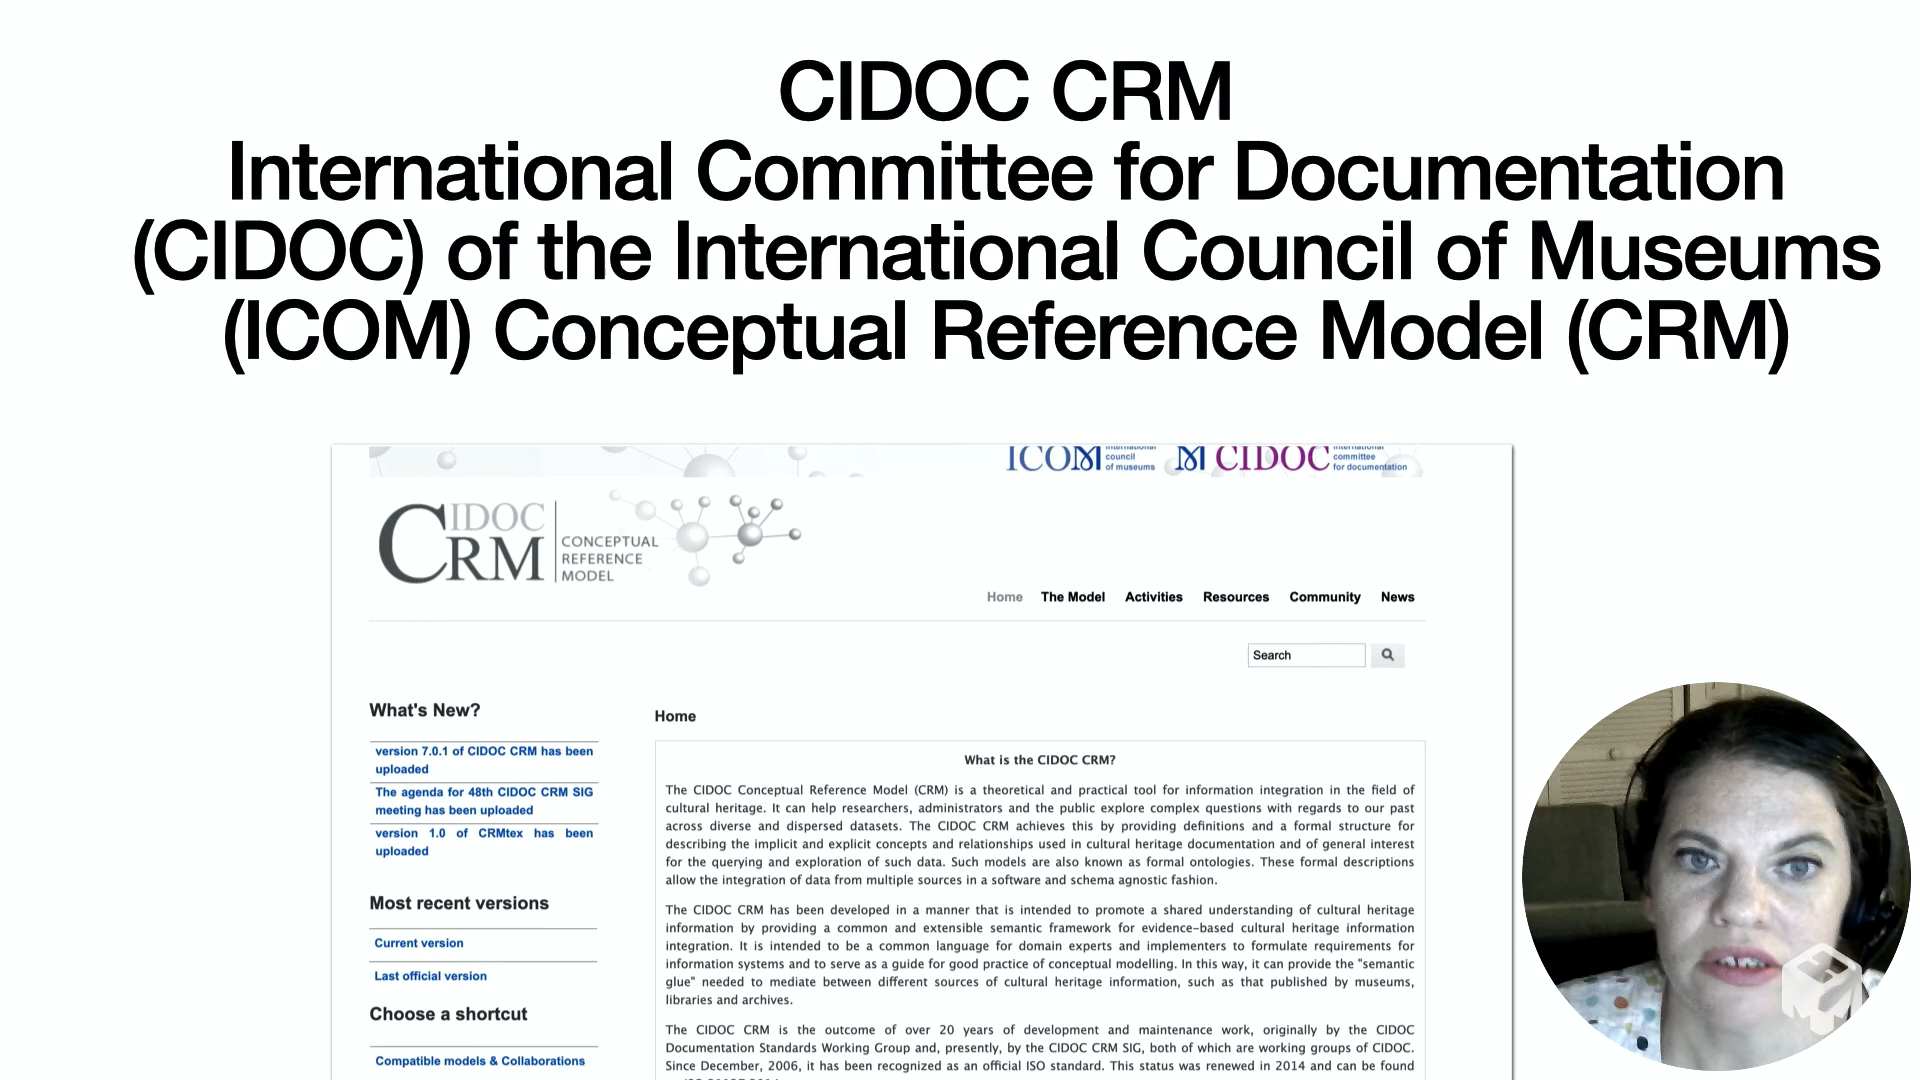 CIDOC CRM
International Committee for Documentation
(CIDOC) of the International Council of Museums
(ICOM) Conceptual Reference Model (CRM)
ICOM international council of museums
CIDOC international committee for documentation
CIDOC
CRM
CONCEPTUAL
REFERENCE
MODEL
Home The Model Activities Resources Community News
Search
What's New?
version 7.0.1 of CIDOC CRM has been
uploaded
The agenda for 48th CIDOC CRM SIG
meeting has been uploaded
version 1.0 of CRMtex has been
uploaded
Most recent versions
Current version
Last official version
Choose a shortcut
Compatible models & Collaborations
Home
What is the CIDOC CRM?
The CIDOC Conceptual Reference Model (CRM) is a theoretical and practical tool for information integration in the field of
cultural heritage. It can help researchers, administrators and the public explore complex questions with regards to our past
across diverse and dispersed datasets. The CIDOC CRM achieves this by providing definitions and a formal structure for
describing the implicit and explicit concepts and relationships used in cultural heritage documentation and of general interest
for the querying and exploration of such data. Such models are also known as formal ontologies. These formal descriptions
allow the integration of data from multiple sources in a software and schema agnostic fashion.
The CIDOC CRM has been developed in a manner that is intended to promote a shared understanding of cultural heritage
information by providing a common and extensible semantic framework for evidence-based cultural heritage information
integration. It is intended to be a common language for domain experts and implementers to formulate requirements for
information systems and to serve as a guide for good practice of conceptual modelling. In this way, it can provide the "semantic
glue" needed to mediate between different sources of cultural heritage information, such as that published by museums,
libraries and archives.
The CIDOC CRM is the outcome of over 20 years of development and maintenance work, originally by the CIDOC
Documentation Standards Working Group and, presently, by the CIDOC CRM SIG, both of which are working groups of CIDOC.
Since December, 2006, it has been recognized as an official ISO standard. This status was renewed in 2014 and can be found